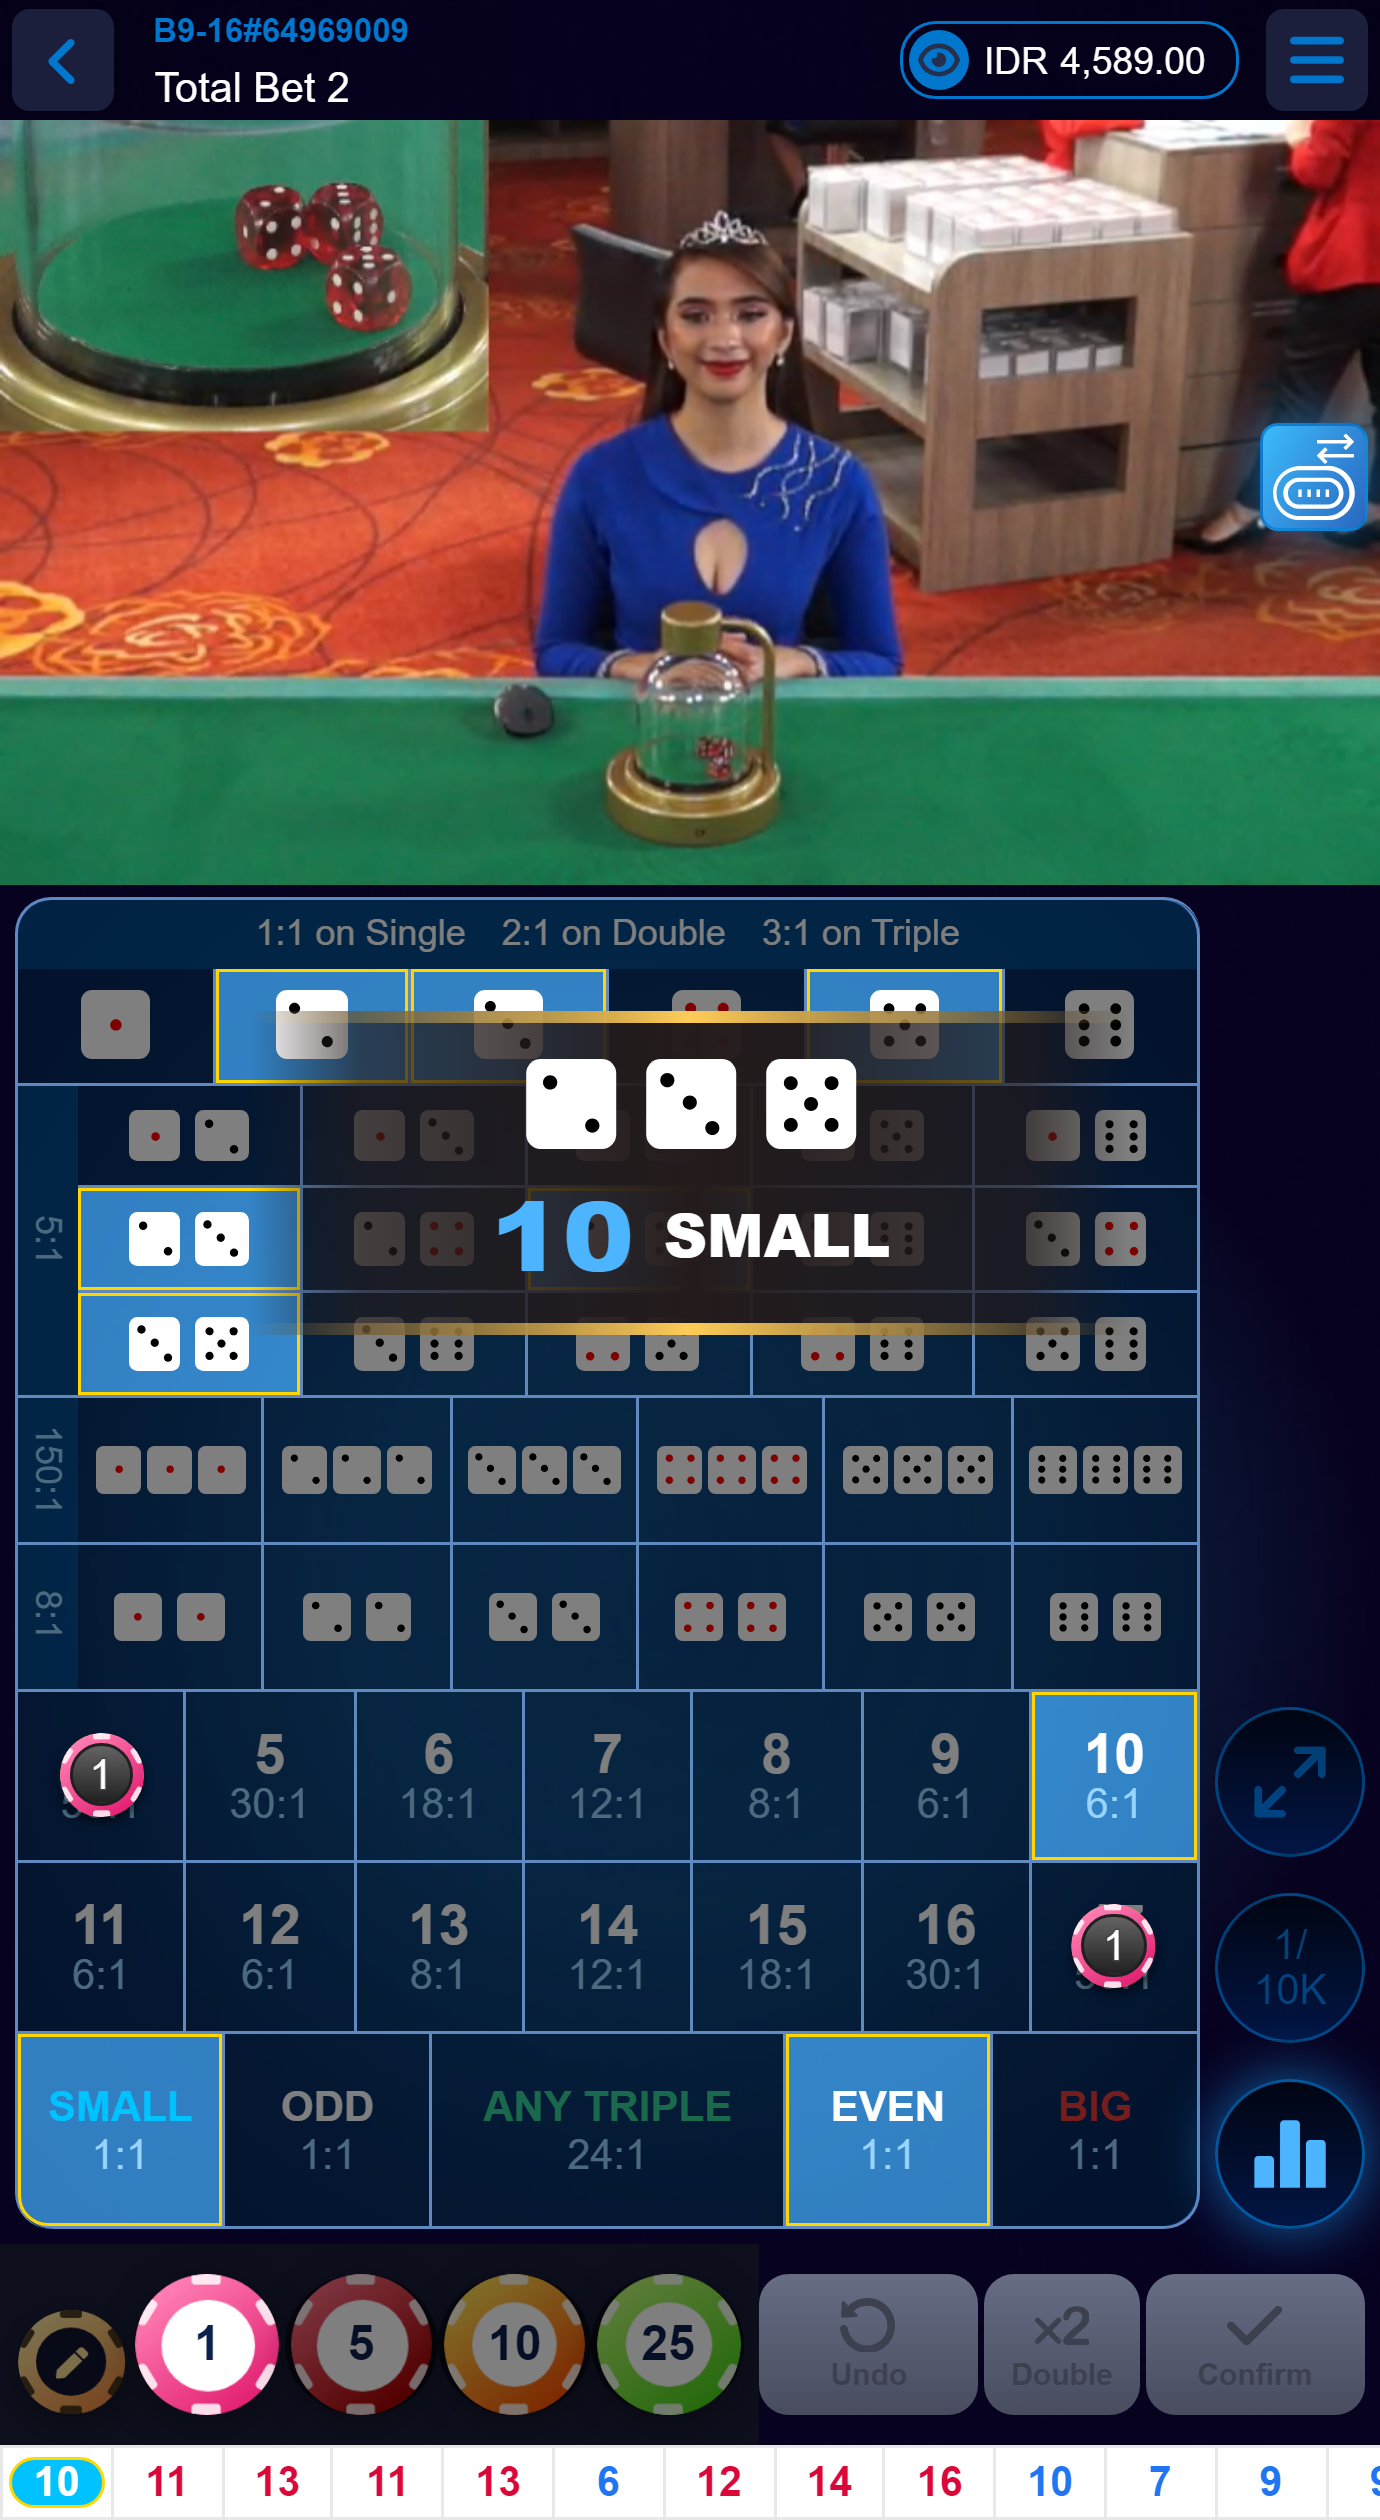 B9-16#64969009
Total Bet 2
IDR 4,589.00
1:1 on Single 2:1 on Double 3:1 on Triple
10 SMALL
5:1
150:1
8:1
1
5 6 7 8 9 10
30:1 18:1 12:1 8:1 6:1 6:1
11 12 13 14 15 16
1
6:1 6:1 8:1 12:1 18:1 30:1
1/
10K
SMALL ODD ANY TRIPLE EVEN BIG
1:1 1:1 24:1 1:1 1:1
1 5 10 25
x2
Undo Double Confirm
10 11 13 11 13 6 12 14 16 10 7 9